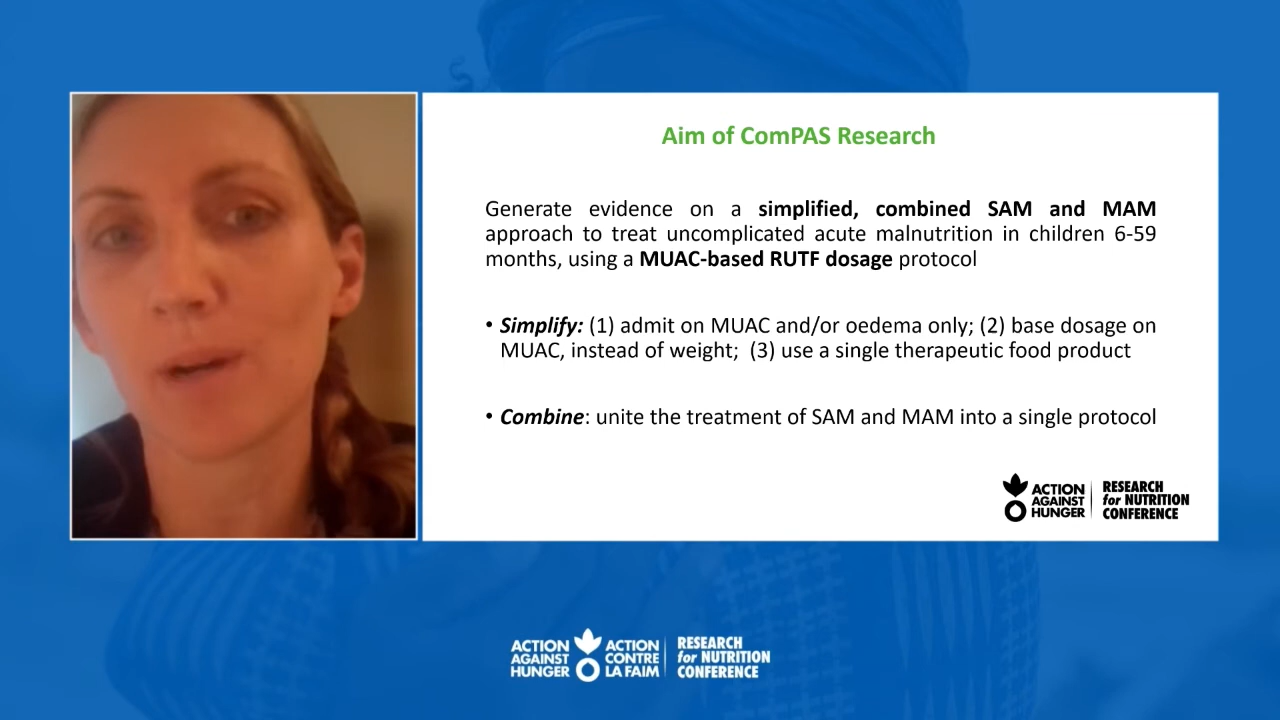 Aim of ComPAS Research
Generate evidence on a simplified, combined SAM and MAM
approach to treat uncomplicated acute malnutrition in children 6-59
months, using a MUAC-based RUTF dosage protocol
• Simplify: (1) admit on MUAC and/or oedema only; (2) base dosage on
MUAC, instead of weight; (3) use a single therapeutic food product
• Combine: unite the treatment of SAM and MAM into a single protocol
ACTION
AGAINST
HUNGER
RESEARCH
for NUTRITION
CONFERENCE
ACTION
AGAINST
HUNGER
ACTION
CONTRE
LA FAIM
RESEARCH
for NUTRITION
CONFERENCE